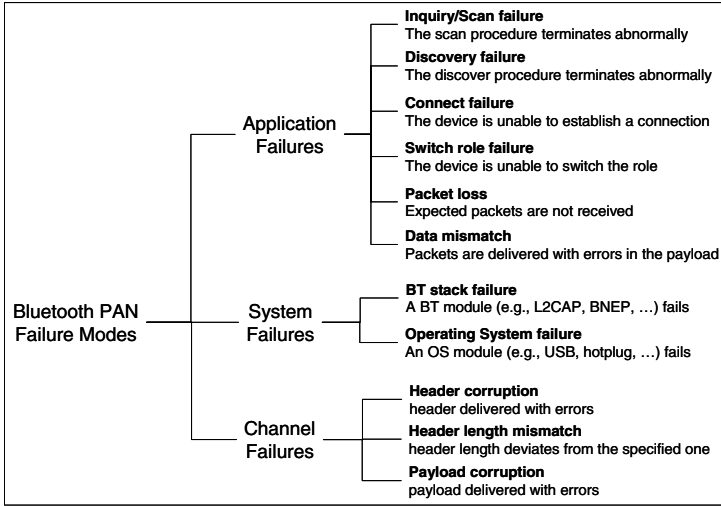 Inquiry/Scan failure
The scan procedure terminates abnormally
Discovery failure
The discover procedure terminates abnormally
Connect failure
The device is unable to establish a connection
Switch role failure
The device is unable to switch the role
Packet loss
Expected packets are not received
Data mismatch
Packets are delivered with errors in the payload
Application
Failures
BT stack failure
A BT module (e.g., L2CAP, BNEP, …) fails
Operating System failure
An OS module (e.g., USB, hotplug, …) fails
System
Failures
Bluetooth PAN
Failure Modes
Header corruption
header delivered with errors
Header length mismatch
header length deviates from the specified one
Payload corruption
payload delivered with errors
Channel
Failures